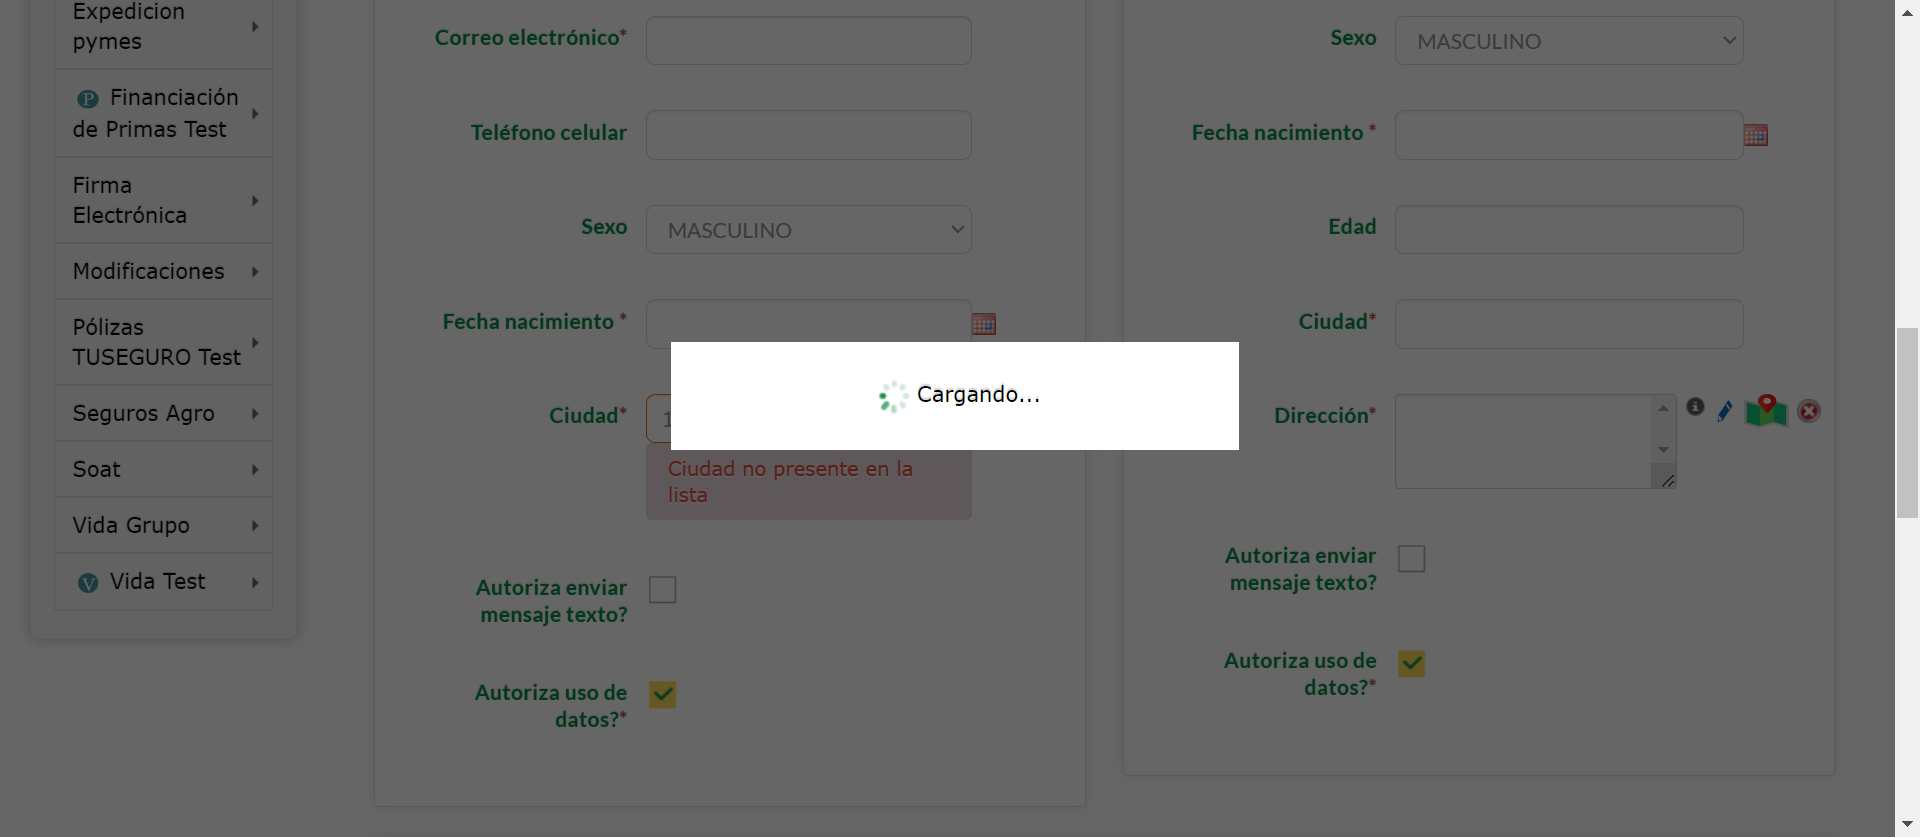 Expedicion
pymes
P
Financiación
de Primas Test
Firma
Electrónica
Modificaciones
Pólizas
TUSEGURO Test
Seguros Agro
Soat
Vida Grupo
V
Vida Test
Correo electrónico*
Teléfono celular
Sexo
MASCULINO
Fecha nacimiento *
Ciudad*
1
Ciudad no presente en la
lista
Autoriza enviar
mensaje texto?
Autoriza uso de
datos?*
Cargando...
Sexo
MASCULINO
Fecha nacimiento *
Edad
Ciudad*
Dirección*
Autoriza enviar
mensaje texto?
Autoriza uso de
datos?*